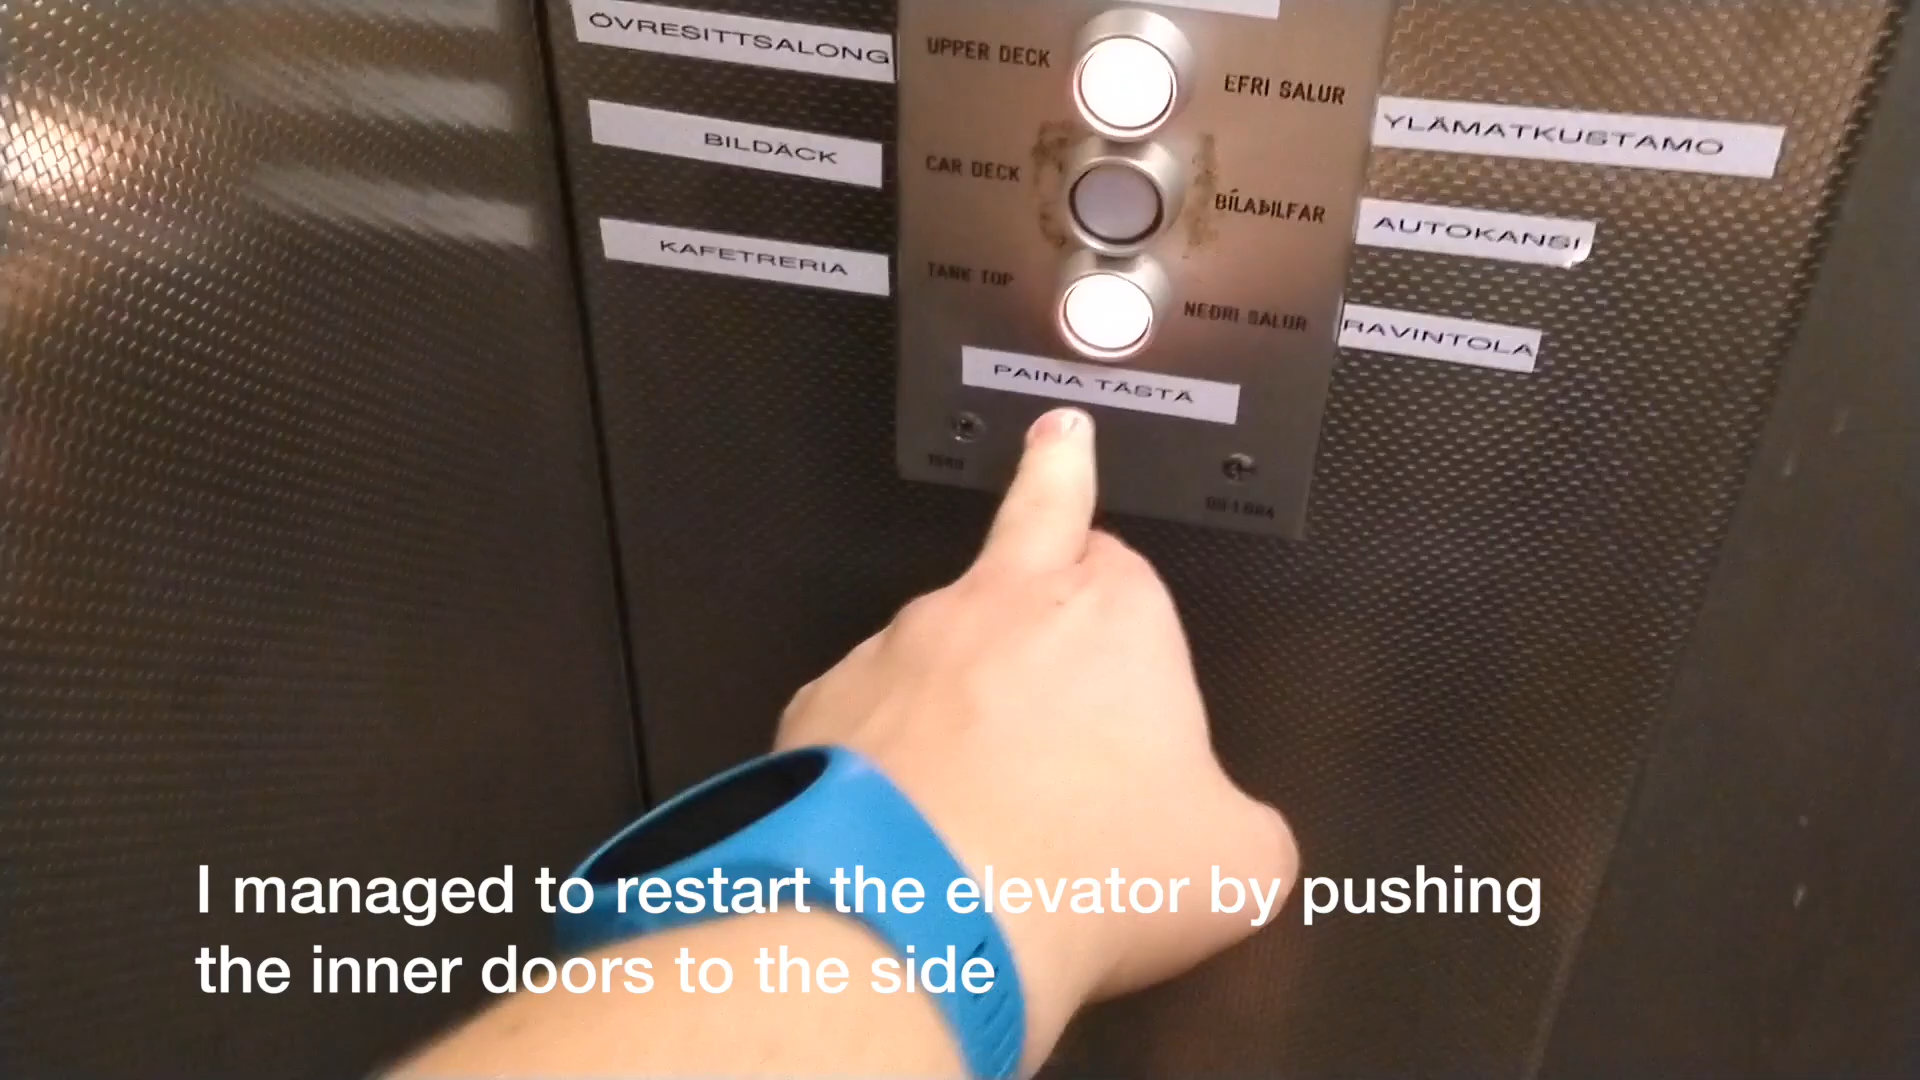 ÖVRESITTSALONG
UPPER DECK
EFRI SALUR
YLÄMATKUSTAMO
BILDÄCK
CAR DECK
BÍLAÞILFAR
AUTOKANSI
KAFETRERIA
TANK TOP
NEÐRI SALUR
RAVINTOLA
PAINA TÄSTÄ
I managed to restart the elevator by pushing
the inner doors to the side